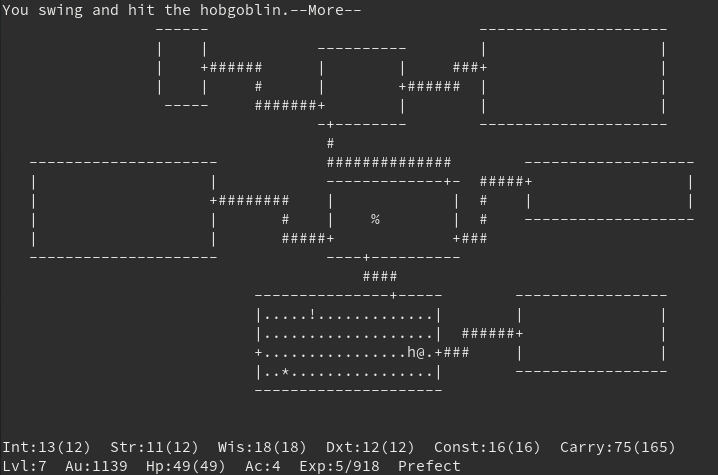 You swing and hit the hobgoblin.--More--
Int:13(12) Str:11(12) Wis:18(18) Dxt:12(12) Const:16(16) Carry:75(165)
Lvl:7 Au:1139 Hp:49(49) Ac:4 Exp:5/918 Prefect